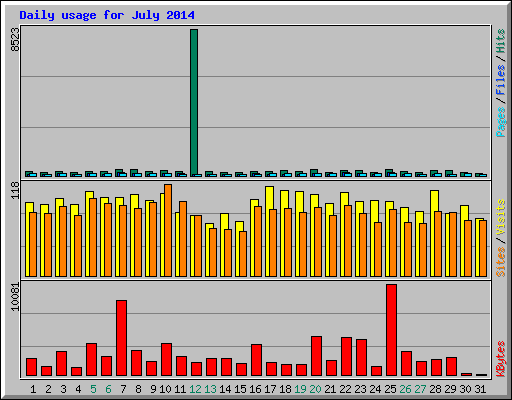 Daily usage for July 2014
8523
Pages / Files / Hits
118
Sites / Visits
10081
KBytes
1 2 3 4 5 6 7 8 9 10 11 12 13 14 15 16 17 18 19 20 21 22 23 24 25 26 27 28 29 30 31